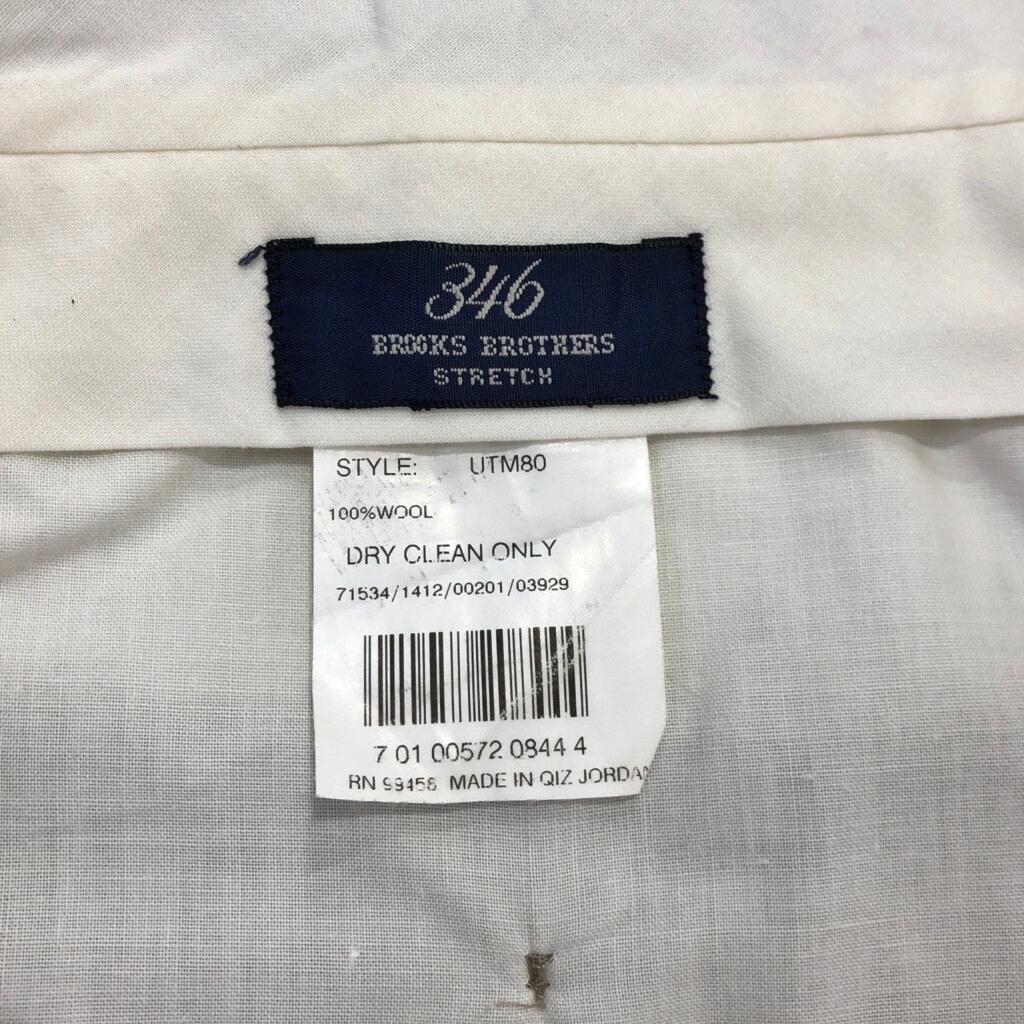 346
BROOKS BROTHERS
STRETCH
STYLE: UTM80
100%WOOL
DRY CLEAN ONLY
71534/1412/00201/03929
7 01 00572 0844 4
RN 99458 MADE IN QIZ JORDAN